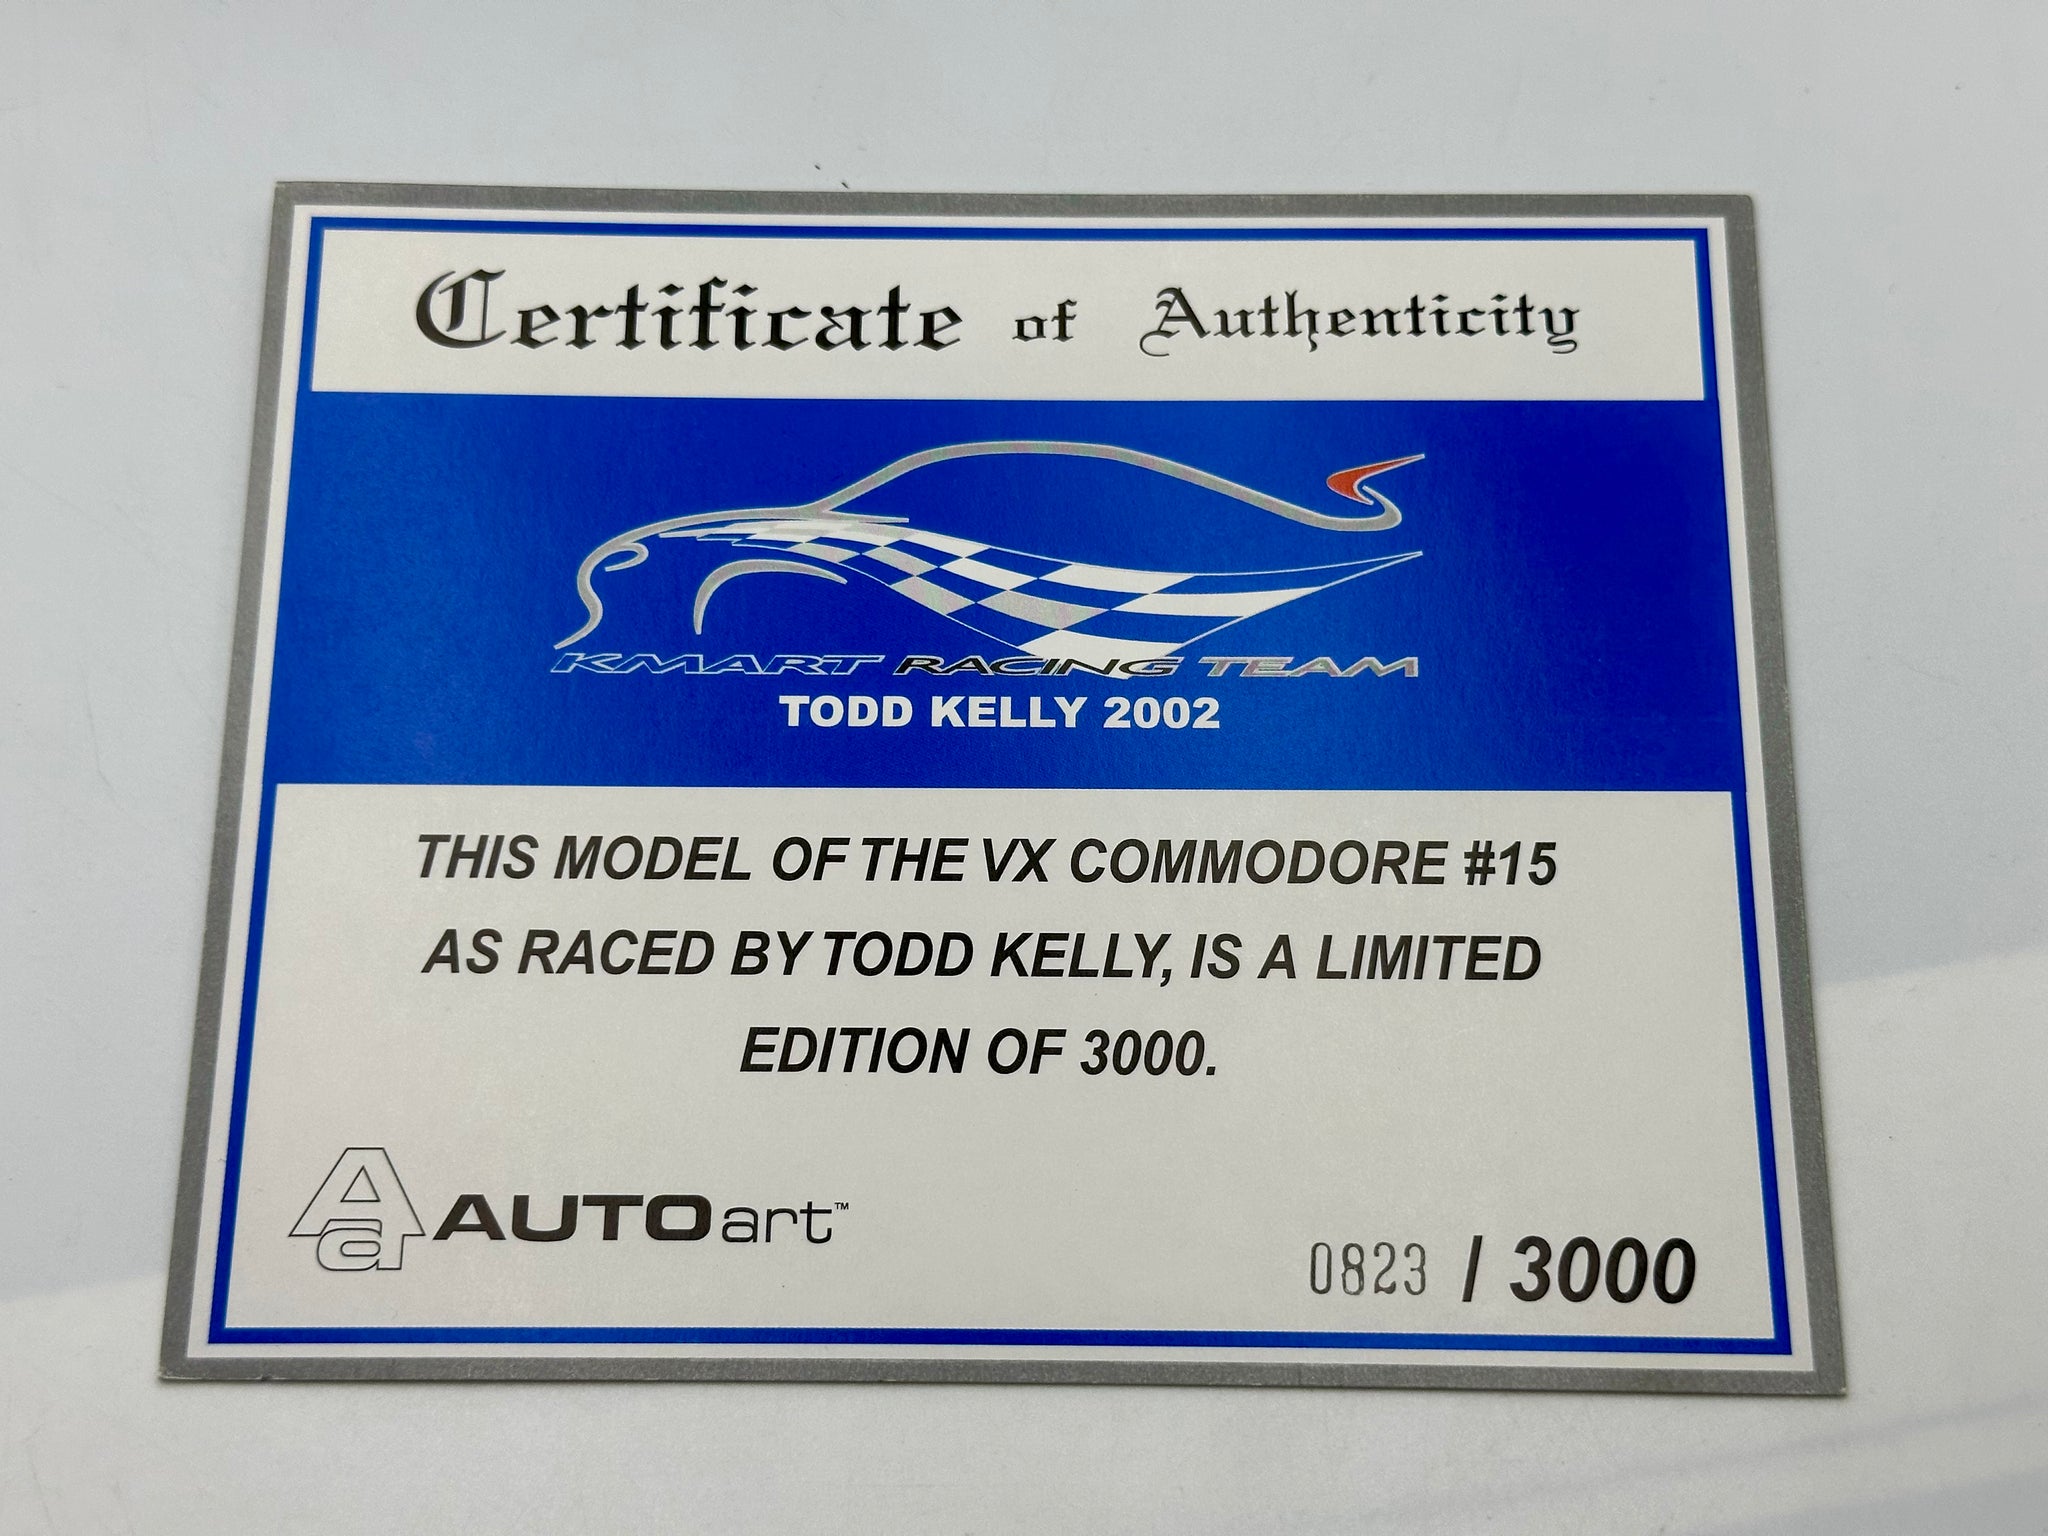 Certificate of Authenticity
KMART RACING TEAM
TODD KELLY 2002
THIS MODEL OF THE VX COMMODORE #15
AS RACED BY TODD KELLY, IS A LIMITED
EDITION OF 3000.
Aa AUTOart™
0823 / 3000